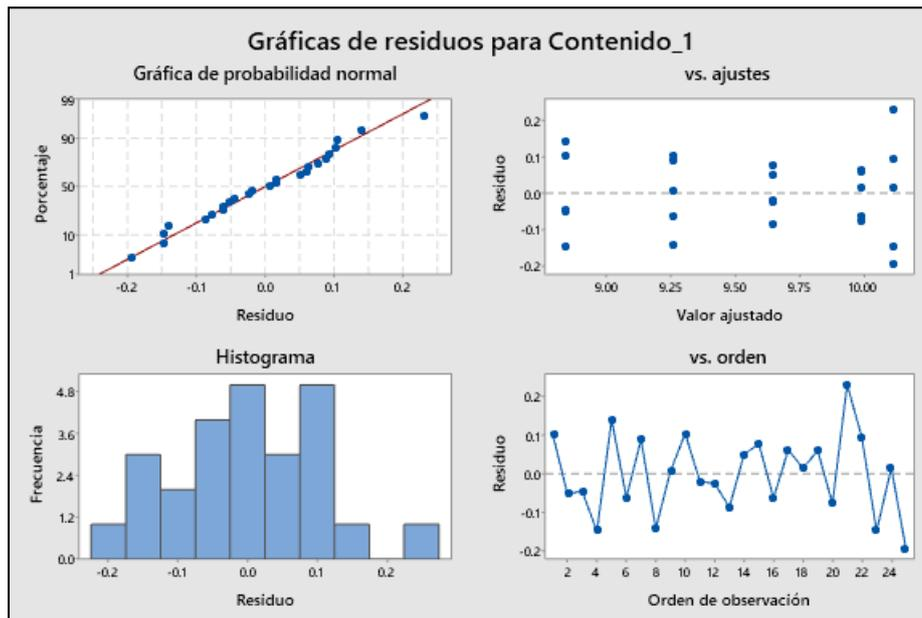 Gráficas de residuos para Contenido_1
Gráfica de probabilidad normal
99
90
50
10
1
Porcentaje
-0.2 -0.1 0.0 0.1 0.2
Residuo
vs. ajustes
0.2
0.1
0.0
-0.1
-0.2
Residuo
9.00 9.25 9.50 9.75 10.00
Valor ajustado
Histograma
4.8
3.6
2.4
1.2
0.0
Frecuencia
-0.2 -0.1 0.0 0.1 0.2
Residuo
vs. orden
0.2
0.1
0.0
-0.1
-0.2
Residuo
2 4 6 8 10 12 14 16 18 20 22 24
Orden de observación